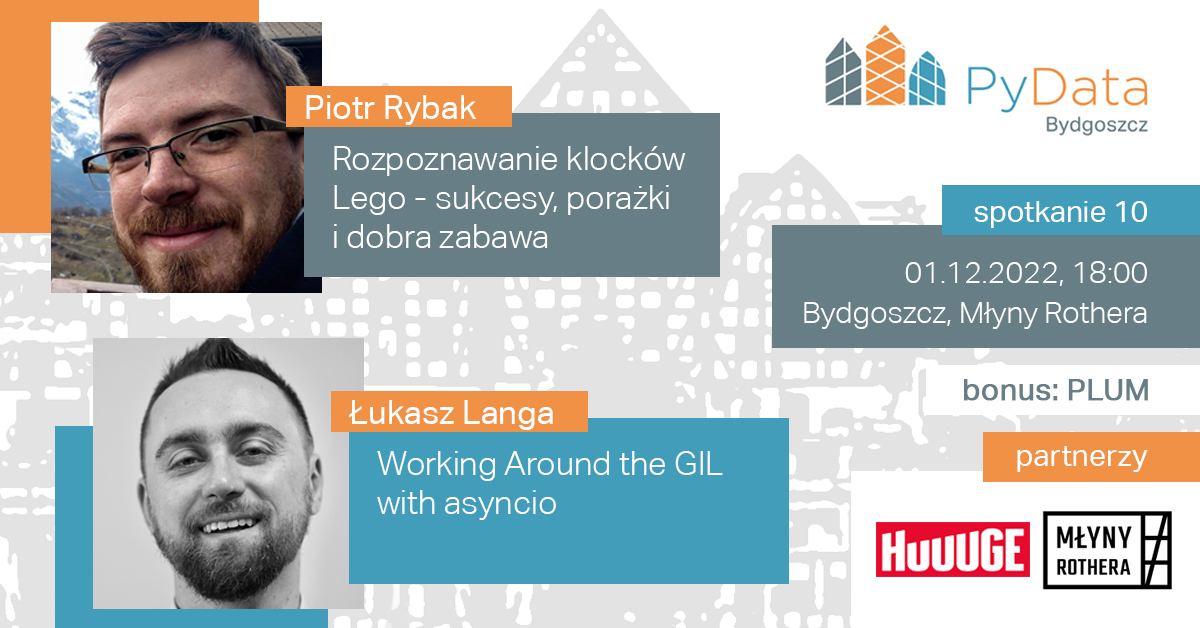 Piotr Rybak
Rozpoznawanie klocków
Lego - sukcesy, porażki
i dobra zabawa
Łukasz Langa
Working Around the GIL
with asyncio
PyData
Bydgoszcz
spotkanie 10
01.12.2022, 18:00
Bydgoszcz, Młyny Rothera
bonus: PLUM
partnerzy
HUUUGE
MŁYNY
ROTHERA